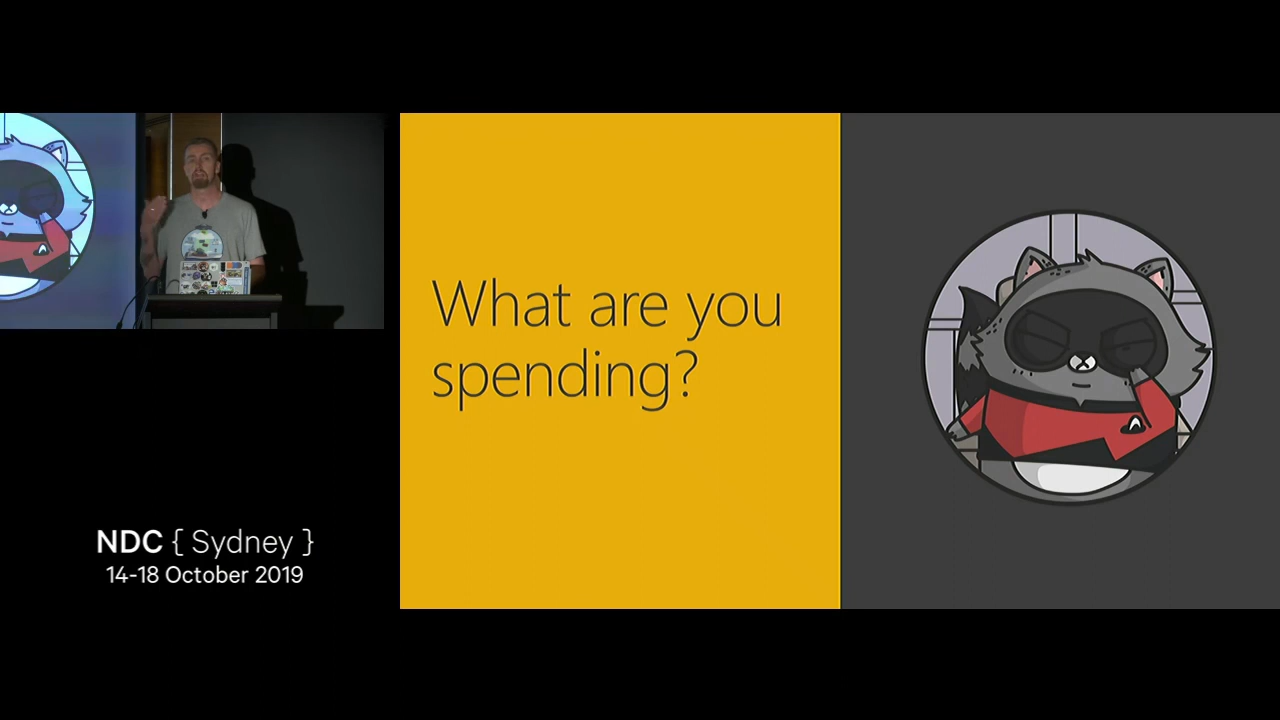 What are you
spending?
NDC { Sydney }
14-18 October 2019